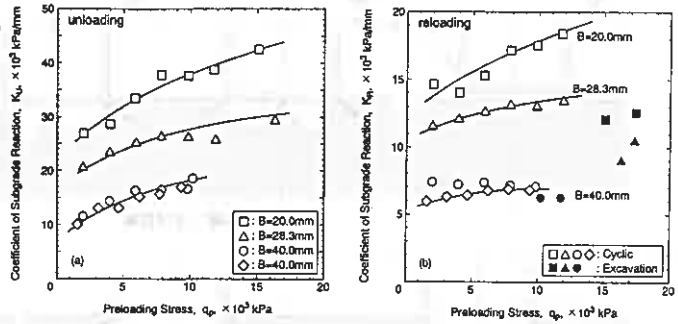 unloading
Coefficient of Subgrade Reaction, Kᵤ, × 10³ kPa/mm
50
40
30
20
10
(a)
□ : B=20.0mm
△ : B=28.3mm
○ : B=40.0mm
◇ : B=40.0mm
0 5 10 15 20
Preloading Stress, qₚ, × 10³ kPa
reloading
Coefficient of Subgrade Reaction, K_R, × 10³ kPa/mm
20
15
10
5
0
B=20.0mm
B=28.3mm
B=40.0mm
(b)
□△○◇ : Cyclic
■▲● : Excavation
0 5 10 15 20
Preloading Stress, qₚ, × 10³ kPa